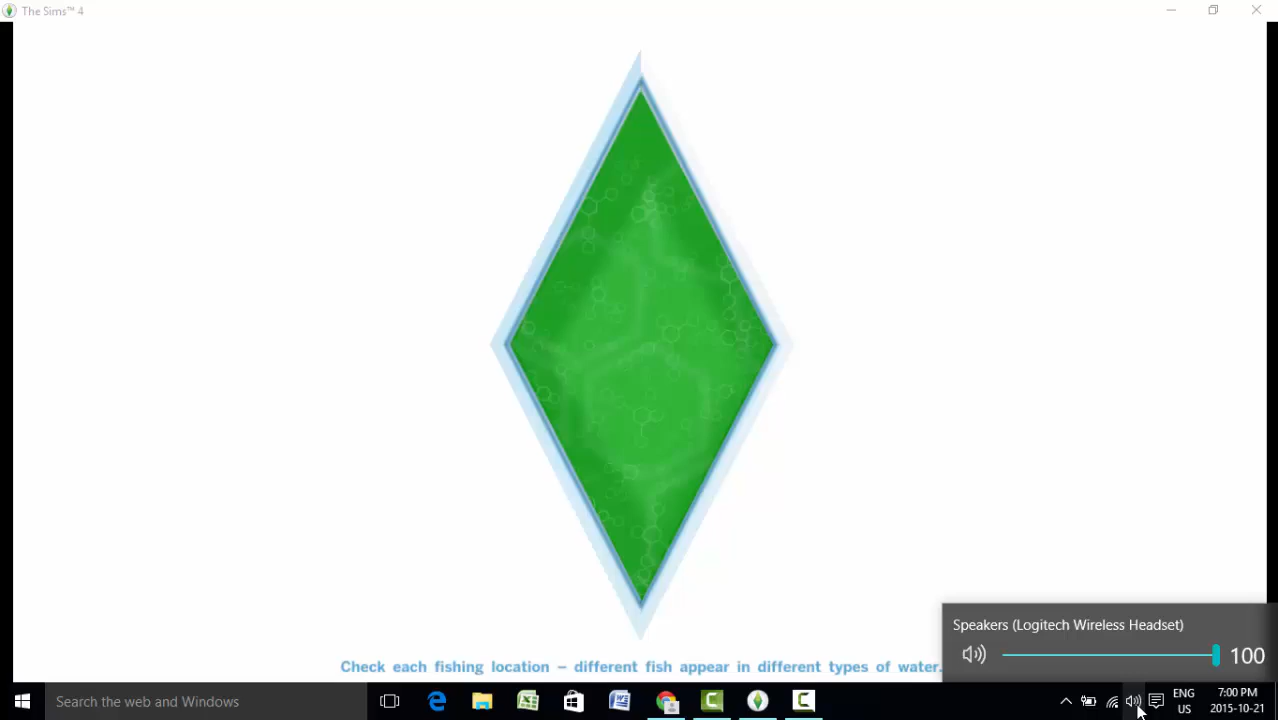 The Sims™ 4
Speakers (Logitech Wireless Headset)
100
Check each fishing location – different fish appear in different types of water.
Search the web and Windows
ENG
US
7:00 PM
2015-10-21